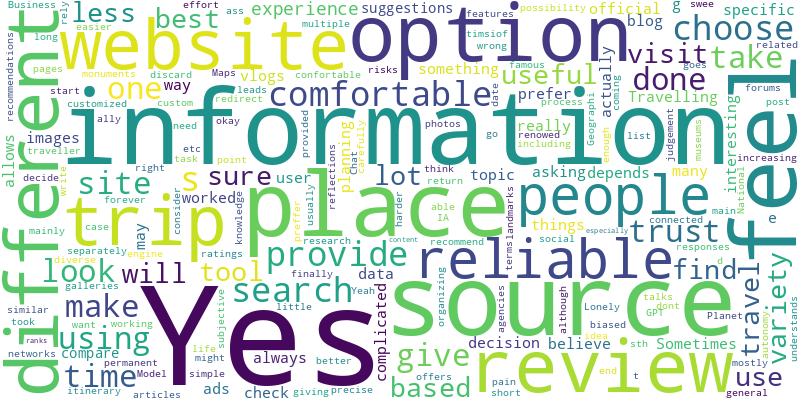 Business
rely
effort
ass
long
easier
pages
recommendations
monuments
start
discard
less
best
way
Maps
one
customized
custom
website
experience
multiple
vlogs
redirect
risks
confortable
leads
suggestions
features
timsiof
wrong
something
famous
option
blog
official
g
possibility
swee
specific
choose
related
goes
visit
take
date
useful
prefer
process
actually
coming
done
Travelling
forums
post
information
comfortable
different
allows
images
ally
traveller
decide
write
forever
need
okay
task
point
right
etc
planning
carefully
provided
photos
renowned
including
go
really
Geographi
enough
list
judgement
museums
increasing
National
interesting
feel
site
s
sure
user
worked
may
knowledge
reflections
Chat
usually
preffer
consider
lot
topic
think
return
harder
able
IA
recommend
terms
landmarks
asking
depends
many
things
main
connected
people
mainly
case
separately
diverse
engine
trip
place
research
ratings
social
trust
responses
e
d
look
will
tool
provide
reliable
find
travel
variety
galleries
data
content
especially
organizing
agencies
although
Lonely
biased
idea
talks
dont
GPT
Planet
autonomy
understands
similar
took
make
want
working
search
finally
Yeah
little
complicated
source
decision
believe
sth
Sometimes
using
networks
compare
life
might
subjective
always
better
time
ranks
permanent
Model
simple
ads
check
giving
precise
itinerary
articles
Yes
give
based
offers
pain
short
review
end
t
mostly
use
general